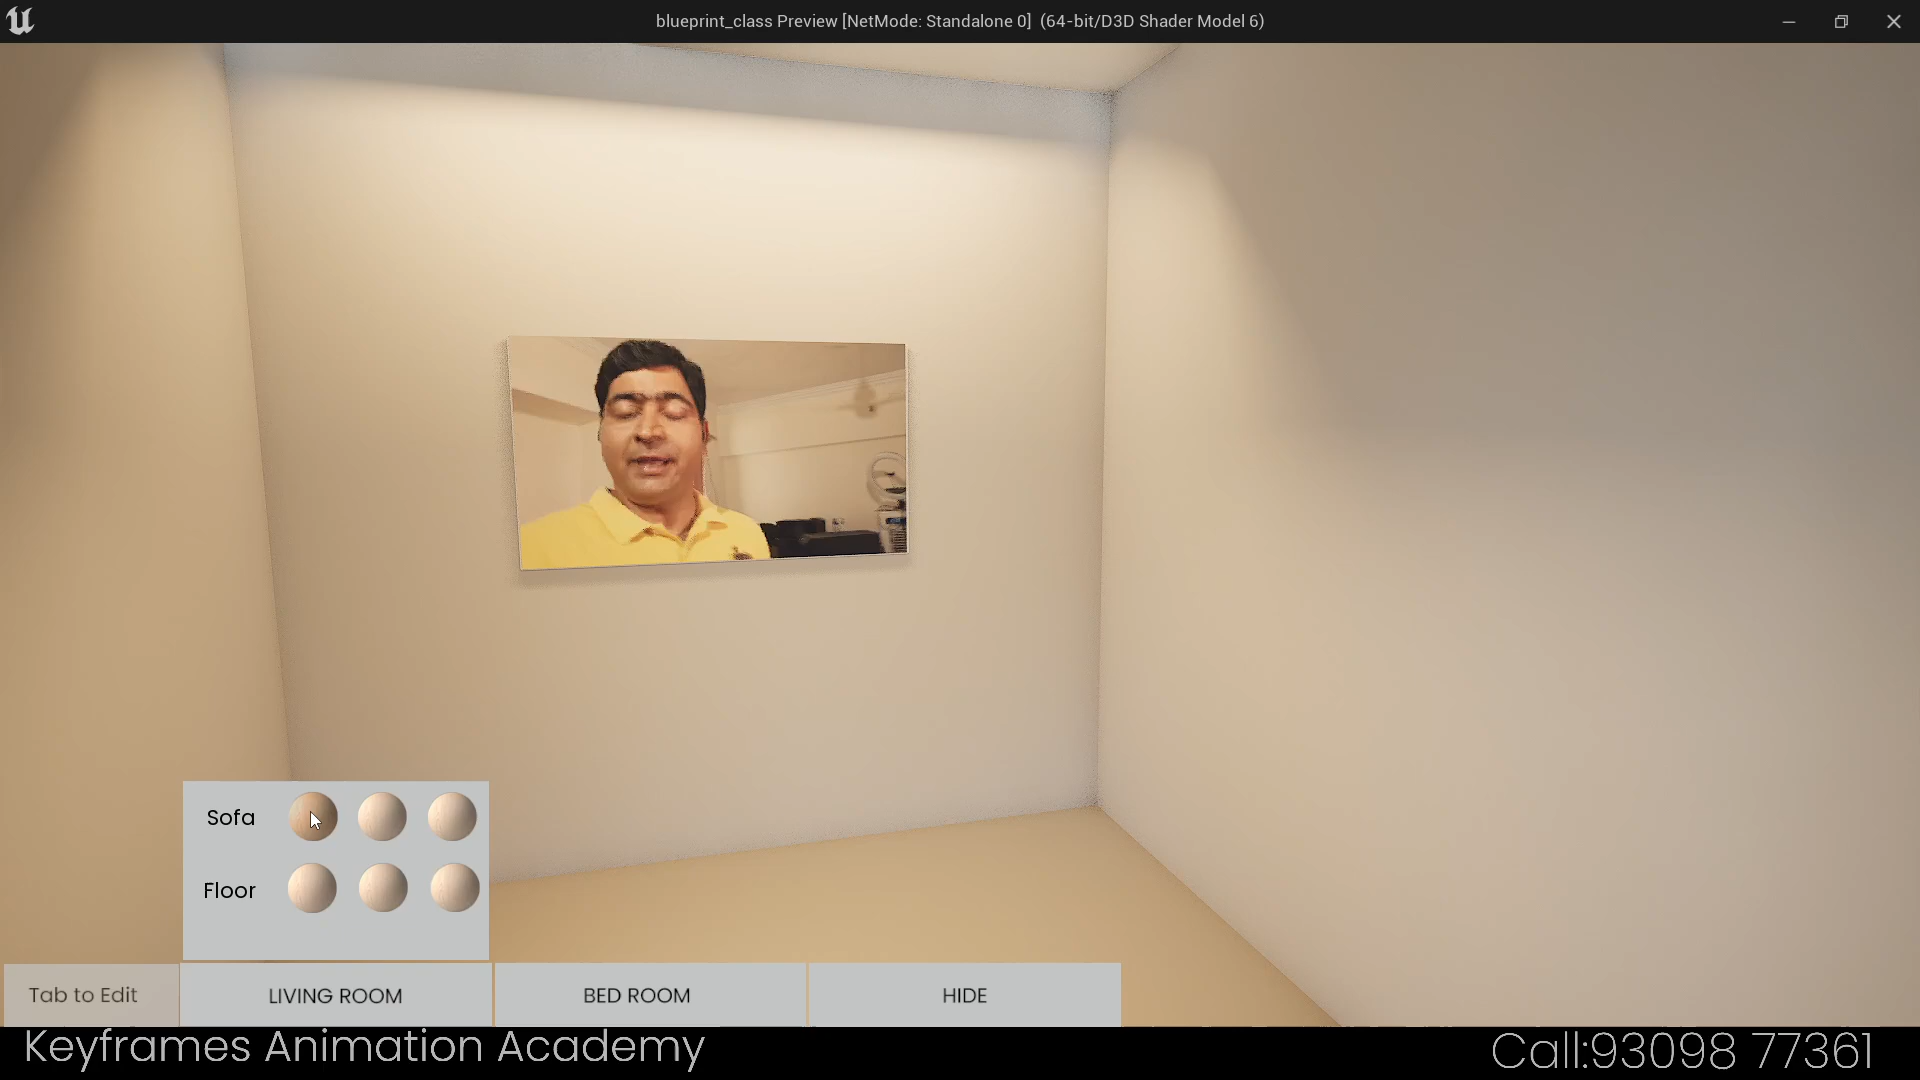 blueprint_class Preview [NetMode: Standalone 0] (64-bit/D3D Shader Model 6)
Sofa
Floor
Tab to Edit
LIVING ROOM
BED ROOM
HIDE
Keyframes Animation Academy
Call:93098 77361